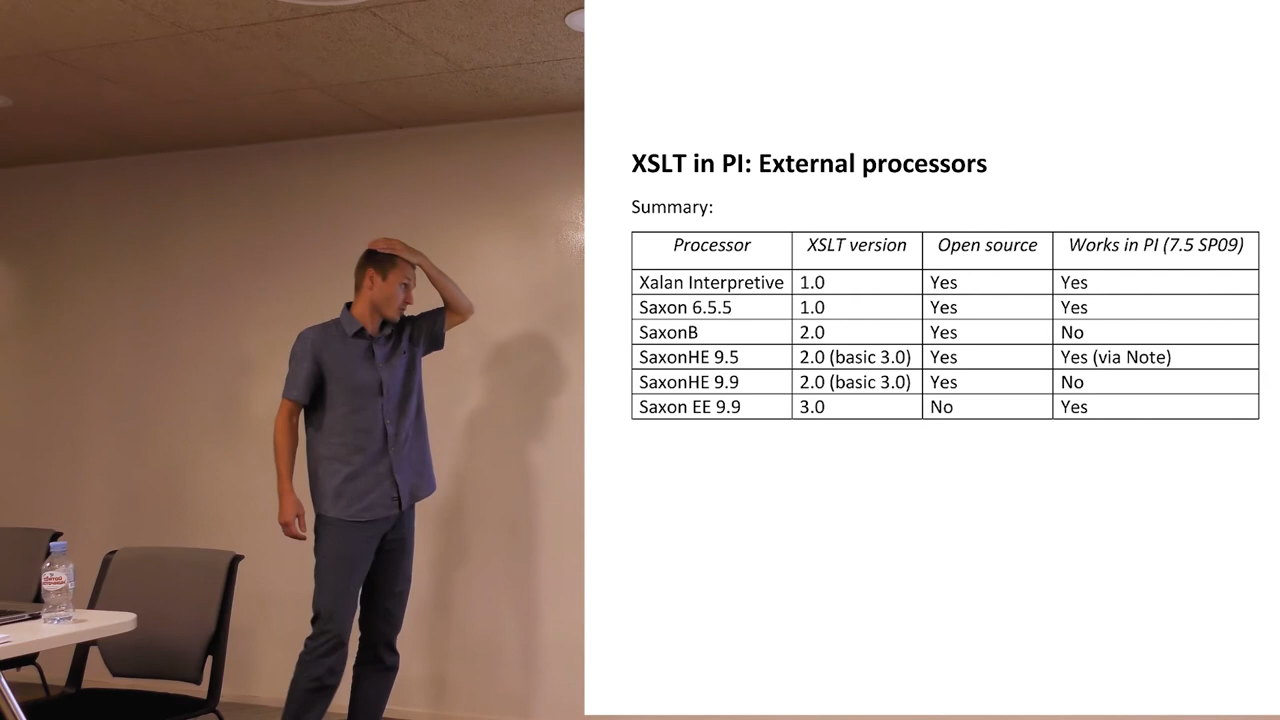 XSLT in PI: External processors
Summary:
Processor XSLT version Open source Works in PI (7.5 SP09)
Xalan Interpretive 1.0 Yes Yes
Saxon 6.5.5 1.0 Yes Yes
SaxonB 2.0 Yes No
SaxonHE 9.5 2.0 (basic 3.0) Yes Yes (via Note)
SaxonHE 9.9 2.0 (basic 3.0) Yes No
Saxon EE 9.9 3.0 No Yes